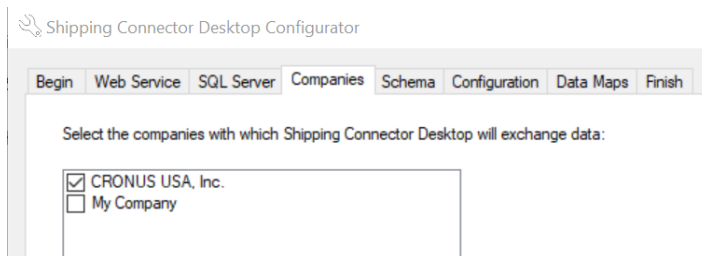 Shipping Connector Desktop Configurator
Begin Web Service SQL Server Companies Schema Configuration Data Maps Finish
Select the companies with which Shipping Connector Desktop will exchange data:
CRONUS USA, Inc.
My Company